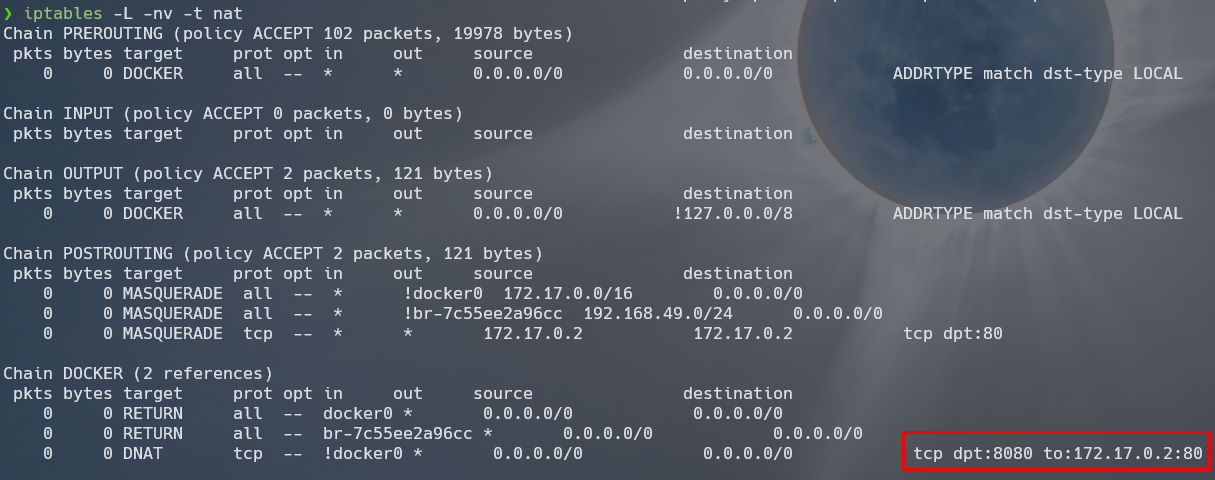 ❯ iptables -L -nv -t nat
Chain PREROUTING (policy ACCEPT 102 packets, 19978 bytes)
 pkts bytes target     prot opt in     out     source               destination
    0     0 DOCKER     all  --  *      *       0.0.0.0/0            0.0.0.0/0            ADDRTYPE match dst-type LOCAL

Chain INPUT (policy ACCEPT 0 packets, 0 bytes)
 pkts bytes target     prot opt in     out     source               destination

Chain OUTPUT (policy ACCEPT 2 packets, 121 bytes)
 pkts bytes target     prot opt in     out     source               destination
    0     0 DOCKER     all  --  *      *       0.0.0.0/0           !127.0.0.0/8          ADDRTYPE match dst-type LOCAL

Chain POSTROUTING (policy ACCEPT 2 packets, 121 bytes)
 pkts bytes target     prot opt in     out     source               destination
    0     0 MASQUERADE  all  --  *      !docker0  172.17.0.0/16        0.0.0.0/0
    0     0 MASQUERADE  all  --  *      !br-7c55ee2a96cc  192.168.49.0/24      0.0.0.0/0
    0     0 MASQUERADE  tcp  --  *      *       172.17.0.2           172.17.0.2           tcp dpt:80

Chain DOCKER (2 references)
 pkts bytes target     prot opt in     out     source               destination
    0     0 RETURN     all  --  docker0 *       0.0.0.0/0            0.0.0.0/0
    0     0 RETURN     all  --  br-7c55ee2a96cc *       0.0.0.0/0            0.0.0.0/0
    0     0 DNAT       tcp  --  !docker0 *       0.0.0.0/0            0.0.0.0/0            tcp dpt:8080 to:172.17.0.2:80